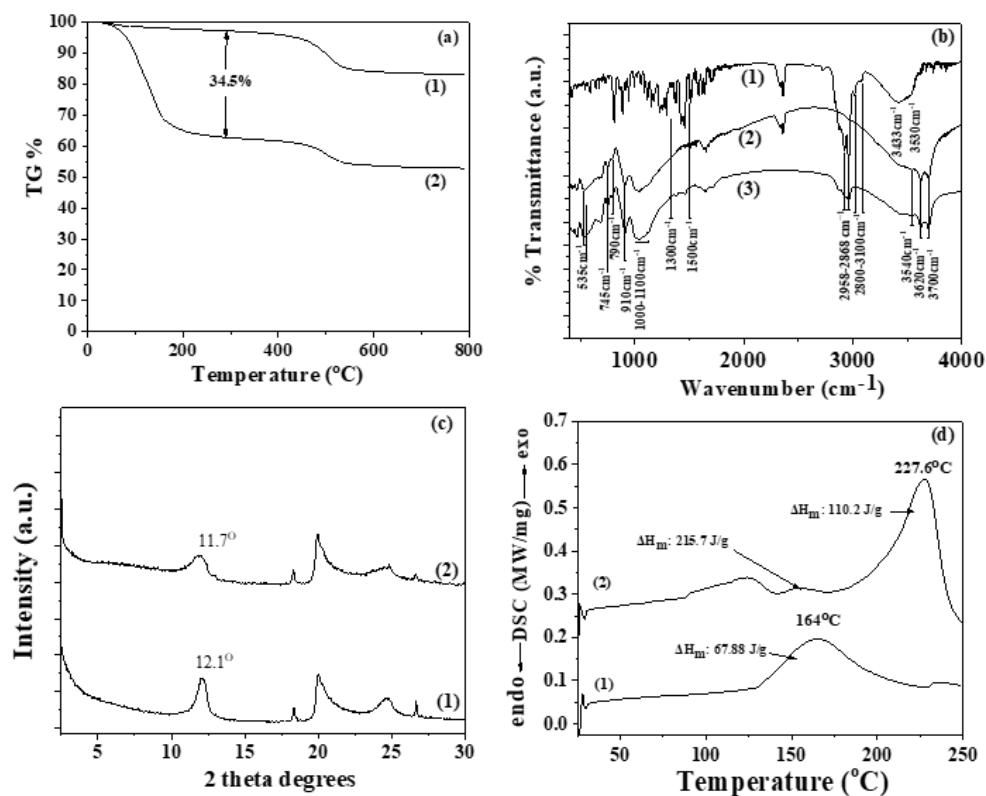 100
90
80
70
60
50
40
30
20
10
0
TG %
(a)
34.5%
(1)
(2)
0
200
400
600
800
Temperature (ºC)
(b)
% Transmittance (a.u.)
(1)
(2)
(3)
535cm-1
745cm-1
790cm-1
910cm-1
1000-1100cm-1
1300cm-1
1500cm-1
2958-2868 cm-1
2800-3100cm-1
3433cm-1
3530cm-1
3540cm-1
3620cm-1
3700cm-1
1000
2000
3000
4000
Wavenumber (cm-1)
(c)
Intensity (a.u.)
11.7O
(2)
12.1O
(1)
5
10
15
20
25
30
2 theta degrees
0.7
0.6
0.5
0.4
0.3
0.2
0.1
0.0
endo DSC (MW/mg) exo
(d)
227.6ºC
ΔHm: 110.2 J/g
ΔHm: 215.7 J/g
(2)
164ºC
ΔHm: 67.88 J/g
(1)
50
100
150
200
250
Temperature (ºC)